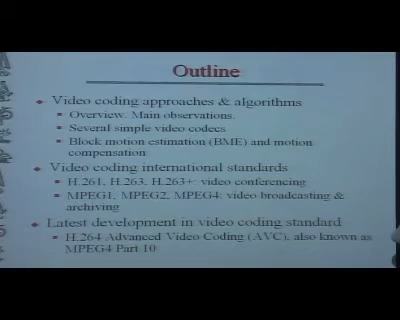 Outline
Video coding approaches & algorithms
Overview. Main observations.
Several simple video codecs
Block motion estimation (BME) and motion
compensation
Video coding international standards
H.261, H.263, H.263+: video conferencing
MPEG1, MPEG2, MPEG4: video broadcasting &
archiving
Latest development in video coding standard
H.264 Advanced Video Coding (AVC), also known as
MPEG4 Part 10